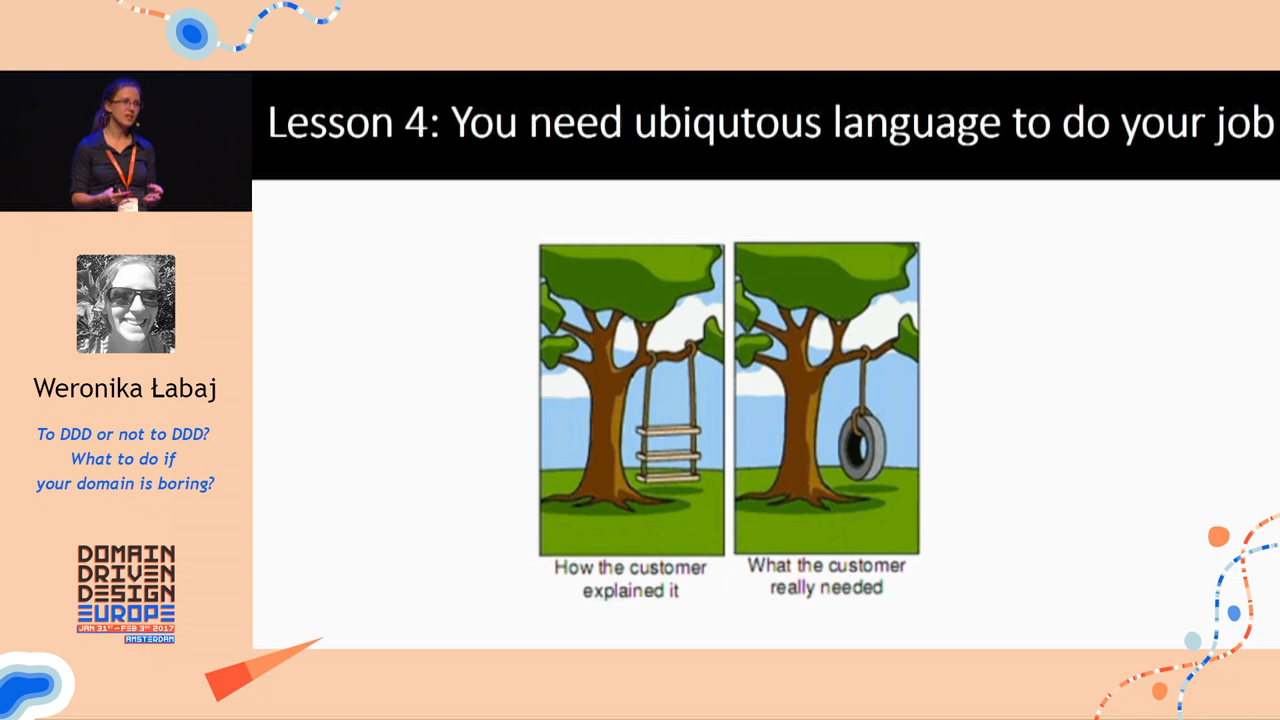 Lesson 4: You need ubiqutous language to do your job
How the customer
explained it
What the customer
really needed
Weronika Łabaj
To DDD or not to DDD?
What to do if
your domain is boring?
DOMAIN
DRIVEN
DESIGN
EUROPE
JAN 31ST-FEB 3RD 2017
AMSTERDAM